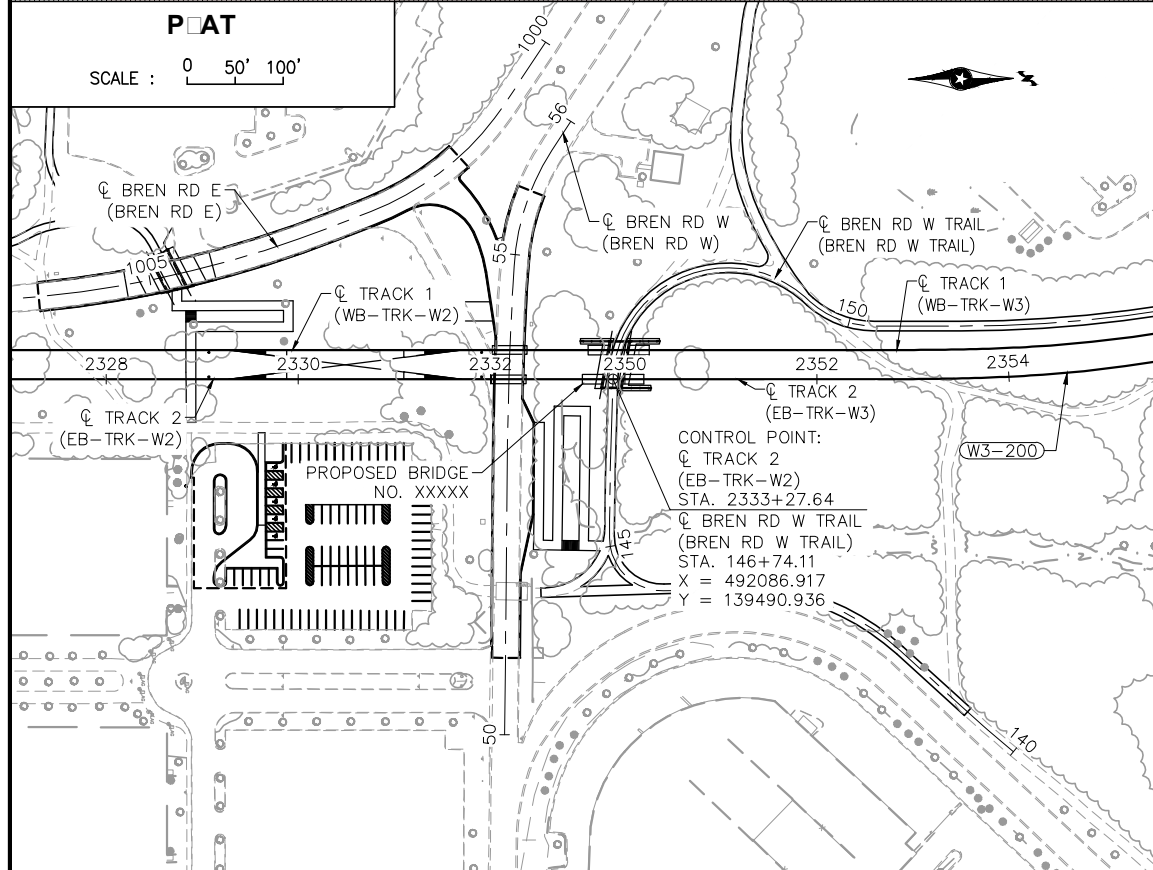 P□AT
SCALE : 0 50' 100'
1000
56
℄ BREN RD E
(BREN RD E)
℄ BREN RD W
(BREN RD W)
℄ BREN RD W TRAIL
(BREN RD W TRAIL)
1005
55
℄ TRACK 1
(WB-TRK-W2)
℄ TRACK 1
(WB-TRK-W3)
150
2328
2330
2332
2350
2352
2354
℄ TRACK 2
(EB-TRK-W2)
℄ TRACK 2
(EB-TRK-W3)
W3-200
PROPOSED BRIDGE
NO. XXXXX
CONTROL POINT:
℄ TRACK 2
(EB-TRK-W2)
STA. 2333+27.64
℄ BREN RD W TRAIL
(BREN RD W TRAIL)
STA. 146+74.11
X = 492086.917
Y = 139490.936
145
50
140